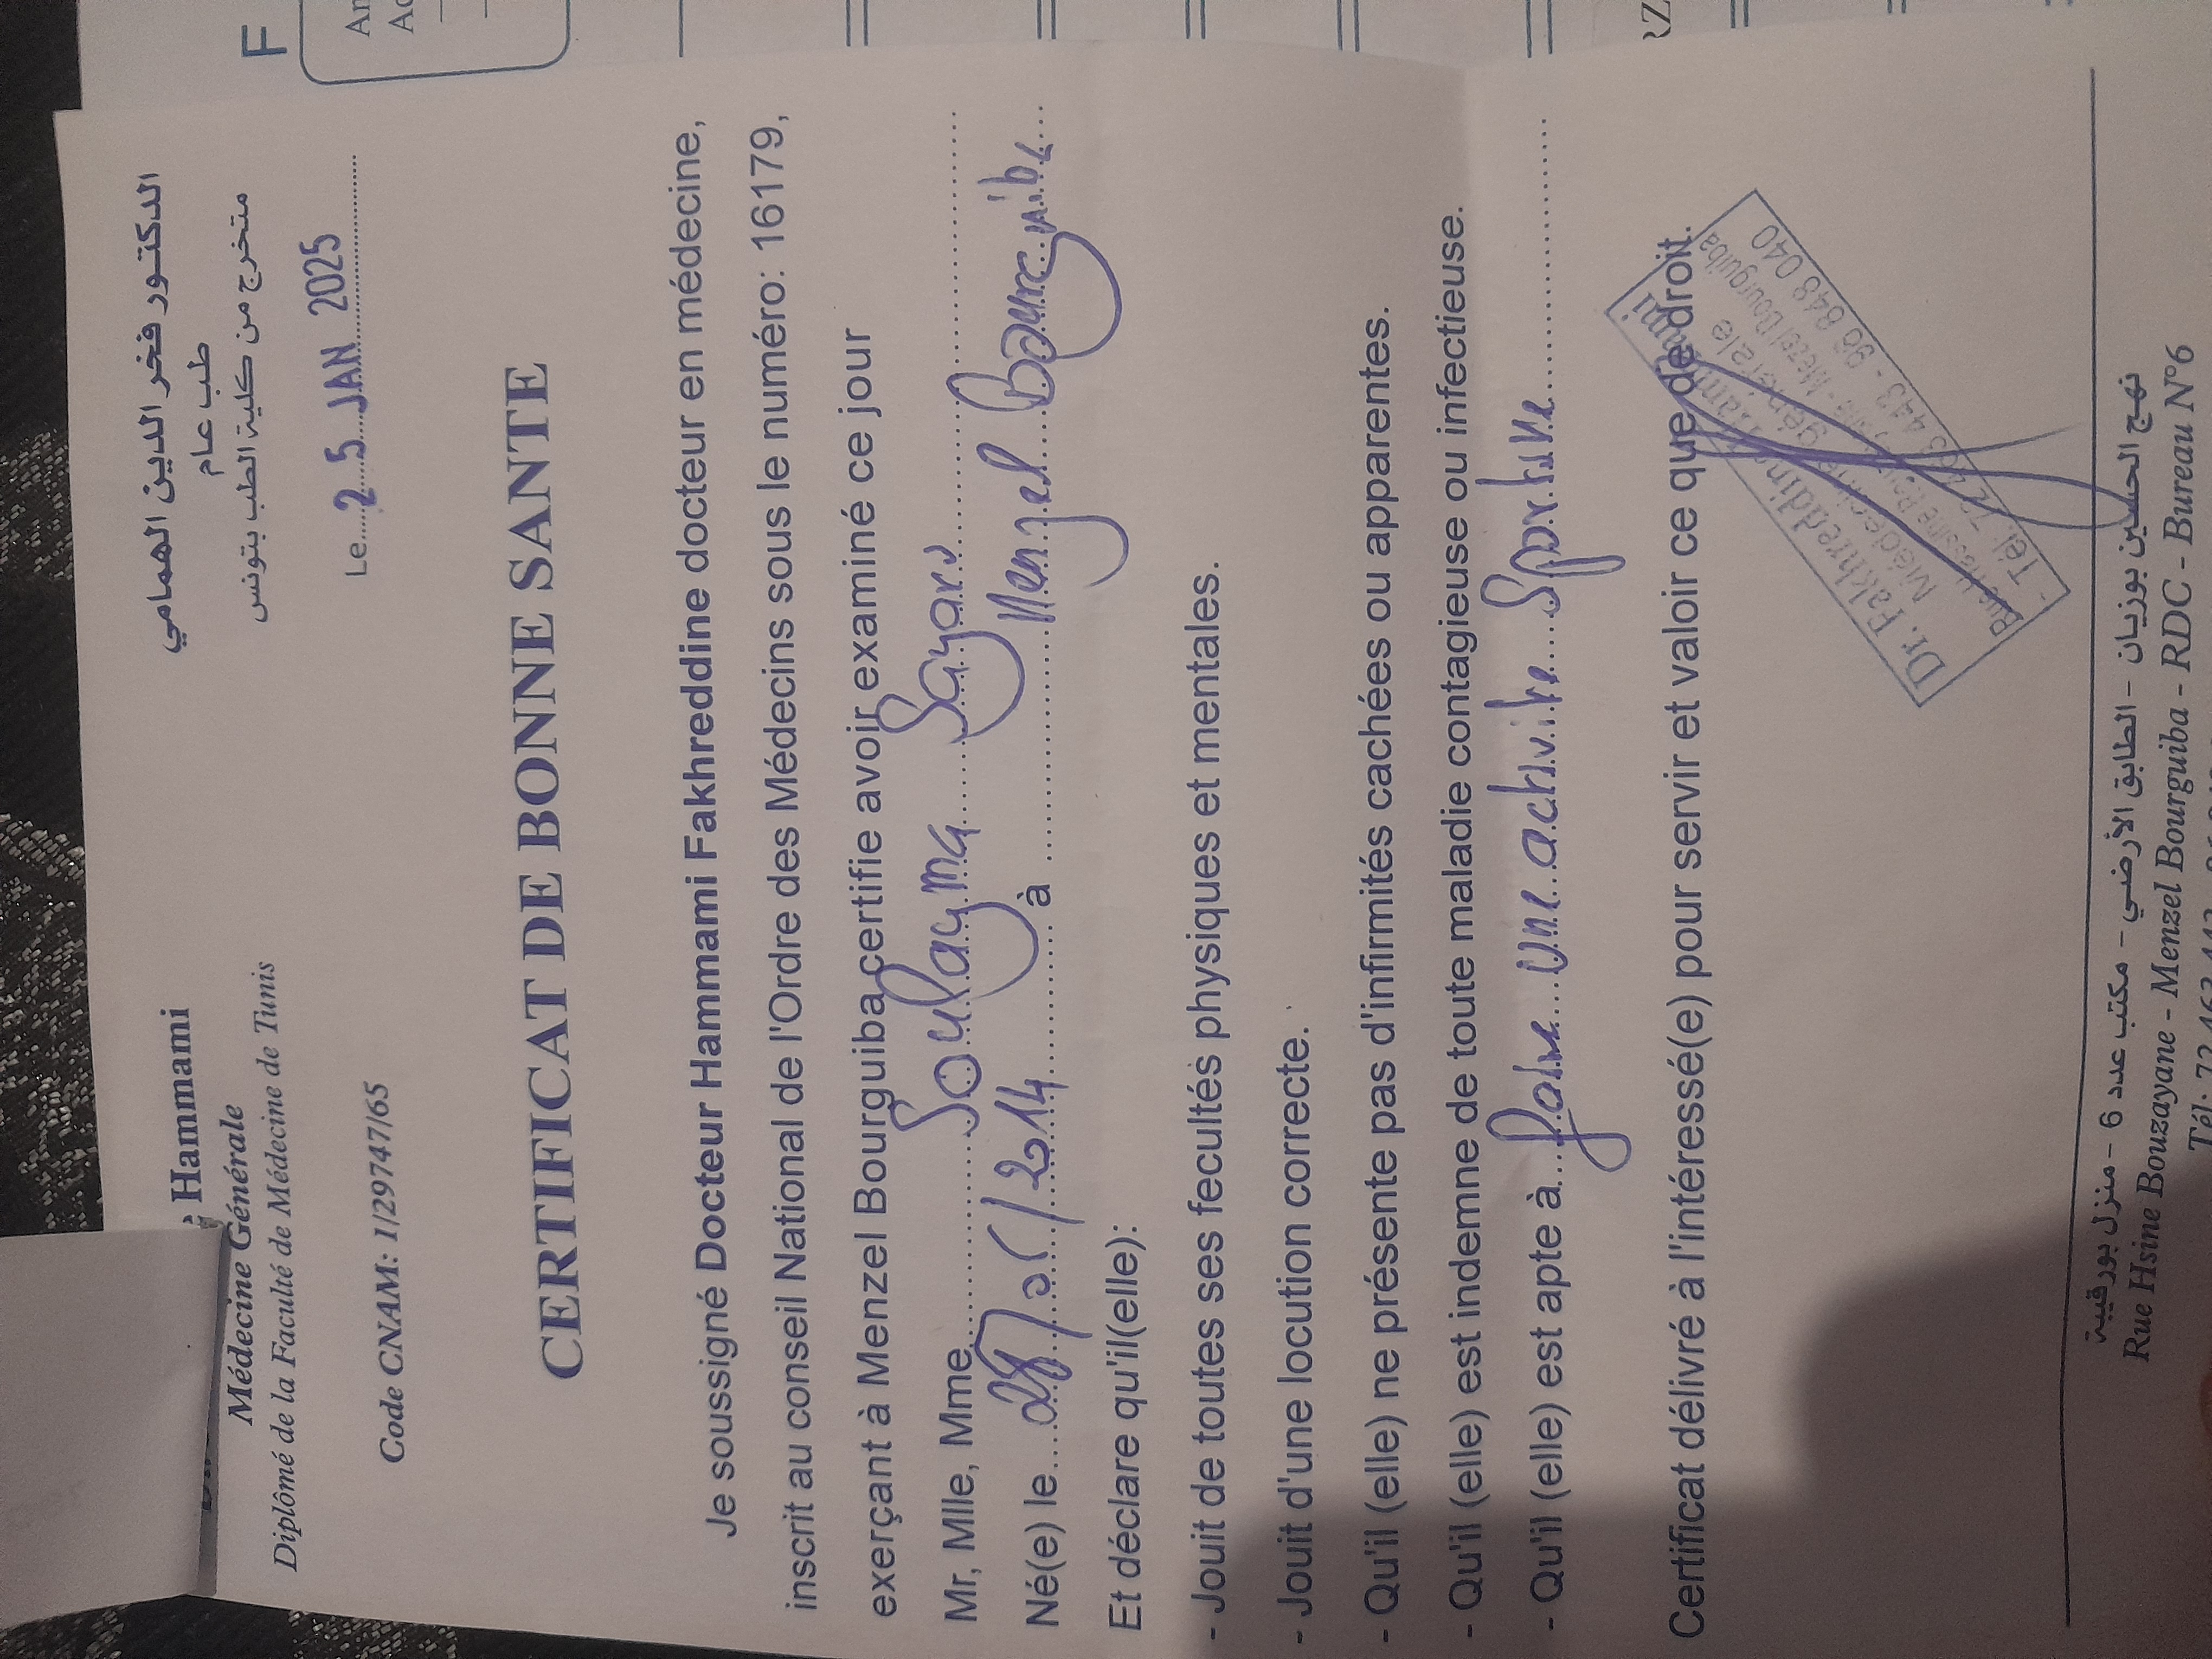 Hammami
Médecine Générale
Diplômé de la Faculté de Médecine de Tunis
Code CNAM: 1/29747/65
الدكتور فخر الدين الهمامي
طب عام
متخرج من كلية الطب بتونس
Le 25 JAN 2025
CERTIFICAT DE BONNE SANTE
Je soussigné Docteur Hammami Fakhreddine docteur en médecine,
inscrit au conseil National de l'Ordre des Médecins sous le numéro: 16179,
exerçant à Menzel Bourguiba certifie avoir examiné ce jour
Mr, Mlle, Mme Soulayma Sayari
Né(e) le à Menzel Bourguiba
Et déclare qu'il(elle):
- Jouit de toutes ses fecultés physiques et mentales.
- Jouit d'une locution correcte.
- Qu'il (elle) ne présente pas d'infirmités cachées ou apparentes.
- Qu'il (elle) est indemne de toute maladie contagieuse ou infectieuse.
- Qu'il (elle) est apte à faire une activité Sportive
Certificat délivré à l'intéressé(e) pour servir et valoir ce que de droit.
Dr. Fakhreddine Hammami
Médecine générale
نهج الحسين بوزيان - الطابق الأرضي - مكتب عدد 6 - منزل بورقيبة
Rue Hsine Bouzayane - Menzel Bourguiba - RDC - Bureau N°6